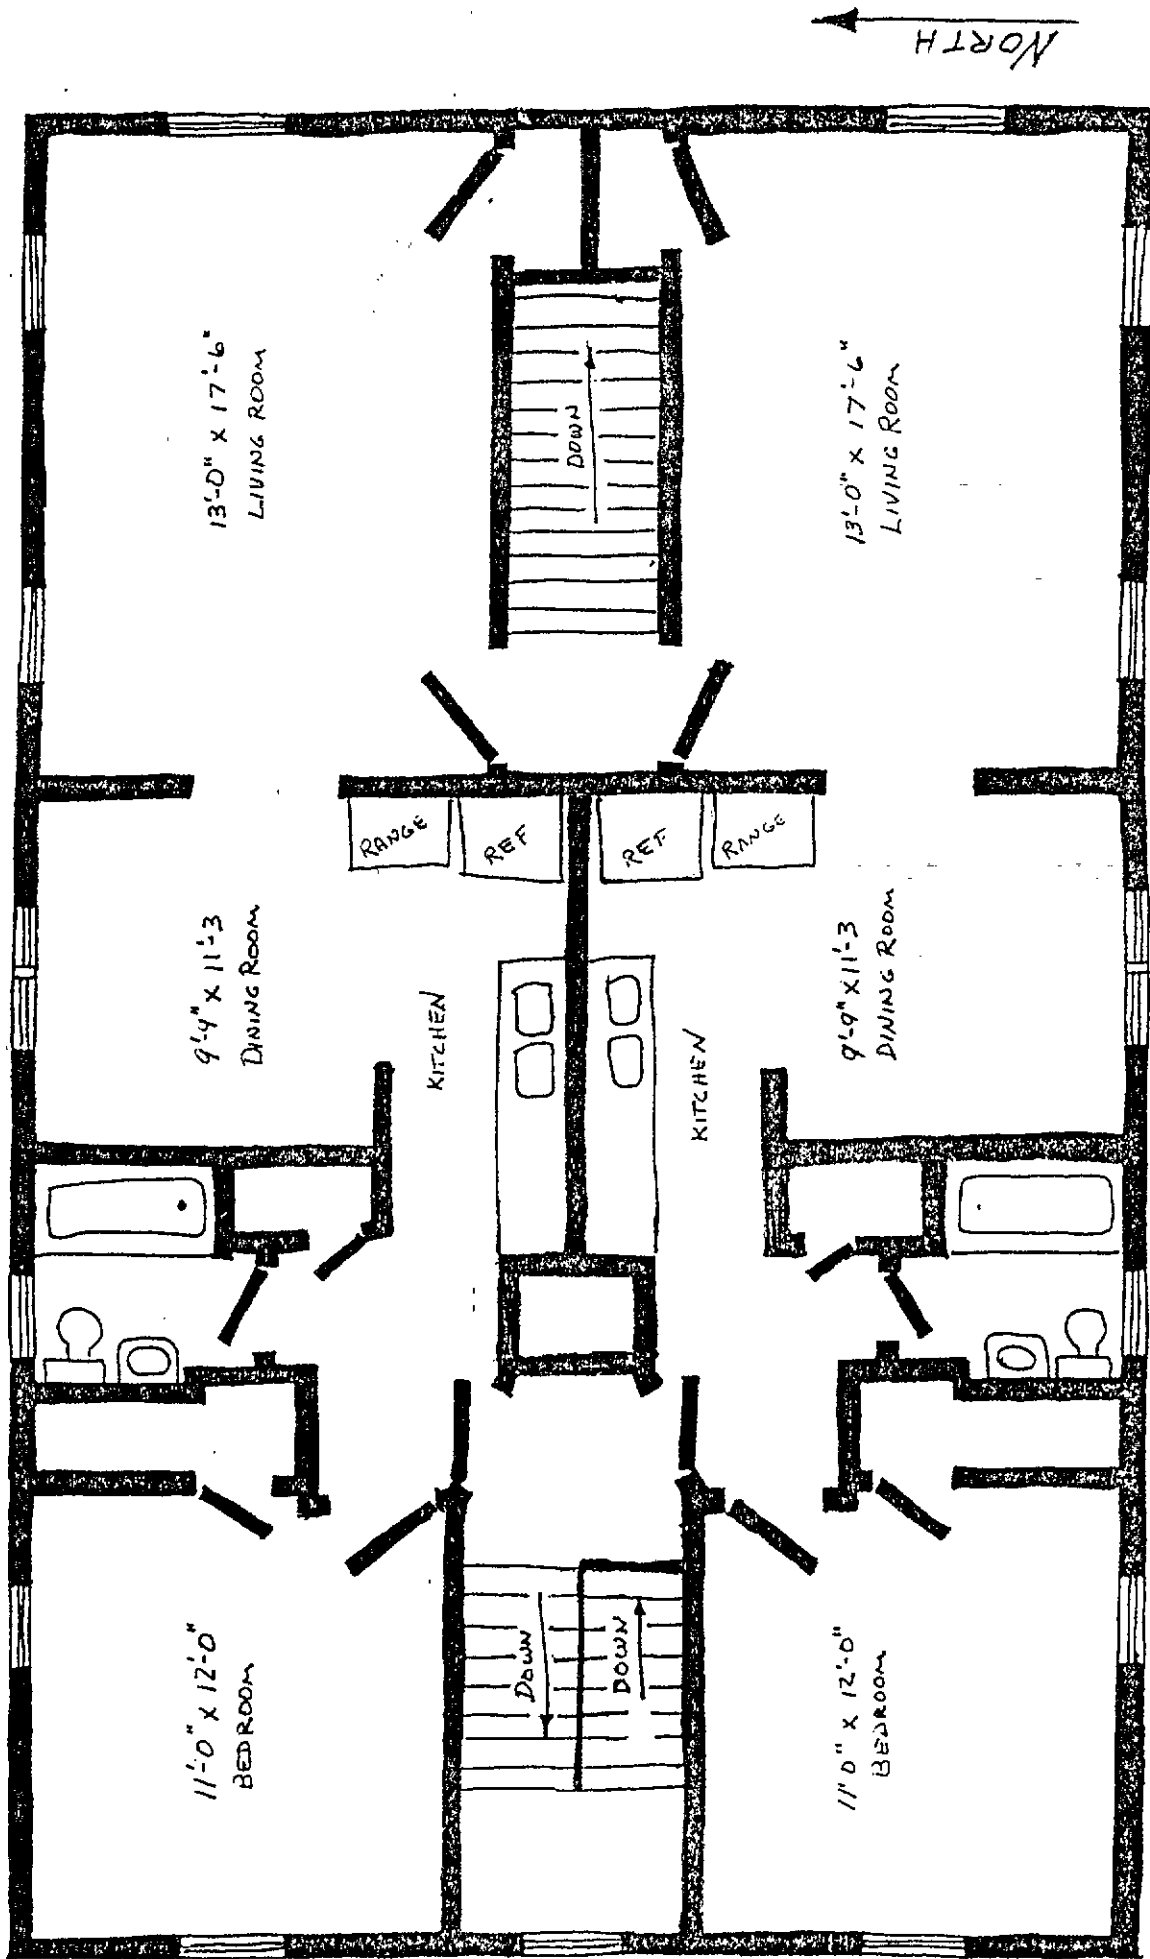 NORTH
13'-0" X 17'-6"
LIVING ROOM
DOWN
13'-0" X 17'-6"
LIVING ROOM
RANGE
REF
REF
RANGE
9'-4" X 11'-3
DINING ROOM
KITCHEN
KITCHEN
9'-9" X 11'-3
DINING ROOM
11'-0" X 12'-0"
BEDROOM
DOWN
DOWN
11'0" X 12'-0"
BEDROOM